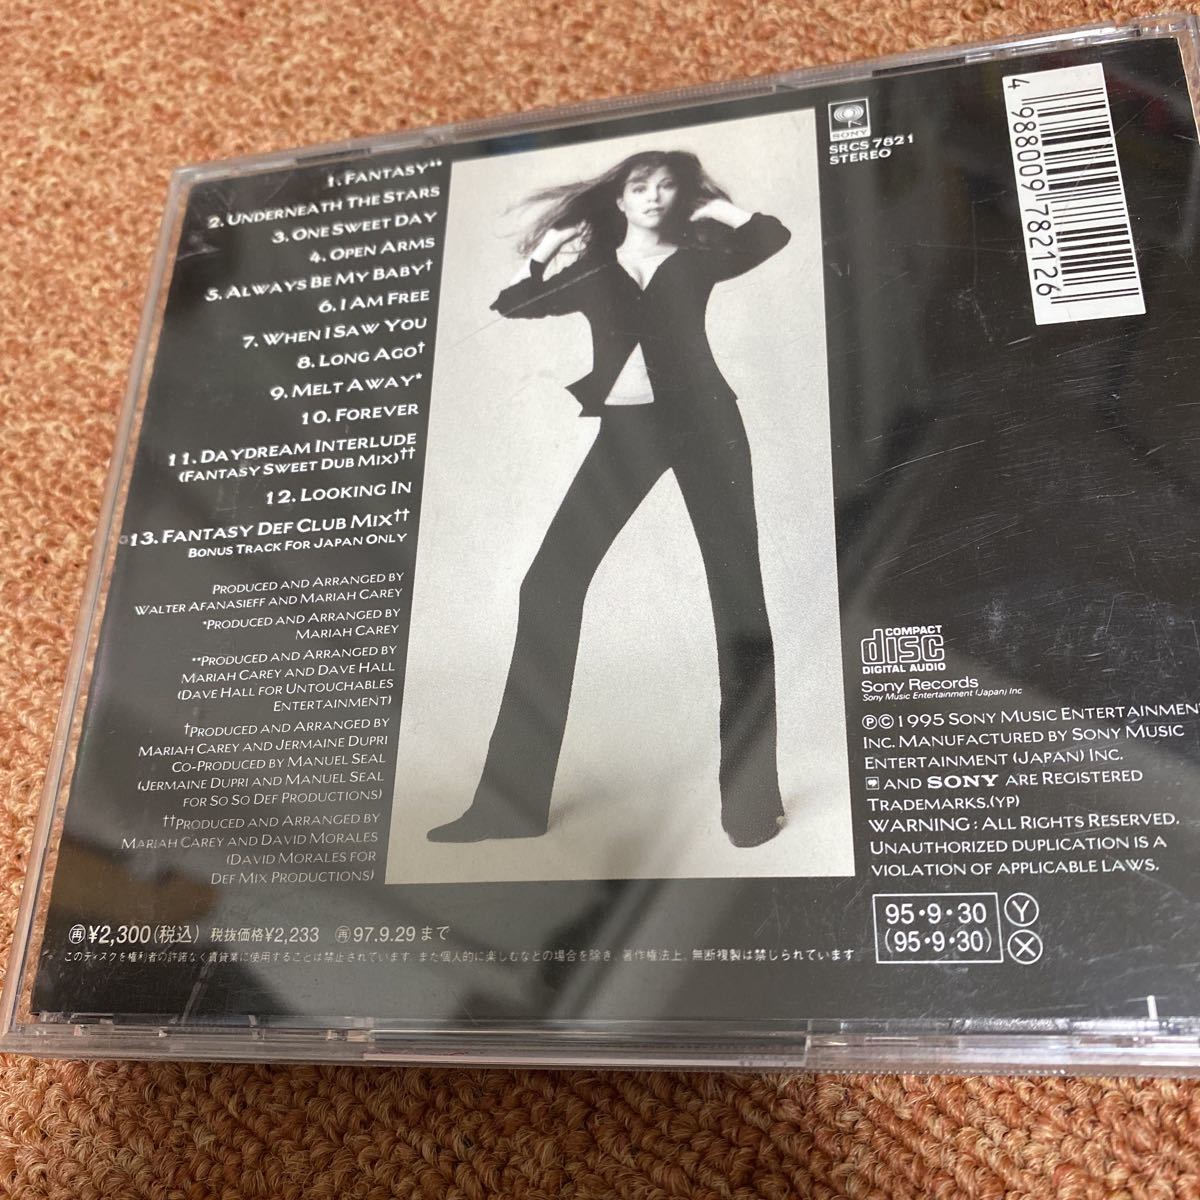 1. Fantasy**
2. Underneath The Stars
3. One Sweet Day
4. Open Arms
5. Always Be My Baby†
6. I Am Free
7. When I Saw You
8. Long Ago†
9. Melt Away*
10. Forever
11. Daydream Interlude
(Fantasy Sweet Dub Mix)††
12. Looking In
13. Fantasy Def Club Mix††
Bonus Track For Japan Only
Produced and Arranged by
Walter Afanasieff and Mariah Carey
*Produced and Arranged by
Mariah Carey
**Produced and Arranged by
Mariah Carey and Dave Hall
(Dave Hall for Untouchables
Entertainment)
†Produced and Arranged by
Mariah Carey and Jermaine Dupri
Co-Produced by Manuel Seal
(Jermaine Dupri and Manuel Seal
for So So Def Productions)
††Produced and Arranged by
Mariah Carey and David Morales
(David Morales for
Def Mix Productions)
㊢¥2,300(税込) 税抜価格¥2,233 ㊢97.9.29まで
このディスクを権利者の許諾なく賃貸業に使用することは禁止されています。また個人的に楽しむなどの場合を除き、著作権法上、無断複製は禁じられています
SONY
SRCS 7821
STEREO
4 988009 782126
COMPACT
disc
DIGITAL AUDIO
Sony Records
Sony Music Entertainment (Japan) Inc
℗©1995 Sony Music Entertainment
Inc. Manufactured by Sony Music
Entertainment (Japan) Inc.
and SONY are Registered
Trademarks.(YP)
WARNING: All Rights Reserved.
Unauthorized duplication is a
violation of applicable laws.
95・9・30 Ⓨ
(95・9・30) Ⓧ